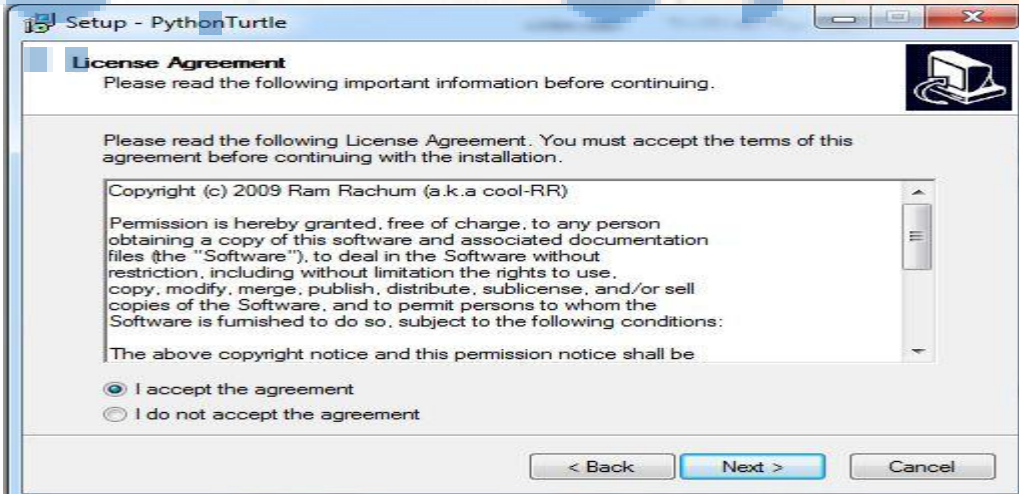 Setup - PythonTurtle
License Agreement
Please read the following important information before continuing.
Please read the following License Agreement. You must accept the terms of this
agreement before continuing with the installation.
Copyright (c) 2009 Ram Rachum (a.k.a cool-RR)
Permission is hereby granted, free of charge, to any person
obtaining a copy of this software and associated documentation
files (the "Software"), to deal in the Software without
restriction, including without limitation the rights to use,
copy, modify, merge, publish, distribute, sublicense, and/or sell
copies of the Software, and to permit persons to whom the
Software is furnished to do so, subject to the following conditions:
The above copyright notice and this permission notice shall be
I accept the agreement
I do not accept the agreement
< Back Next > Cancel